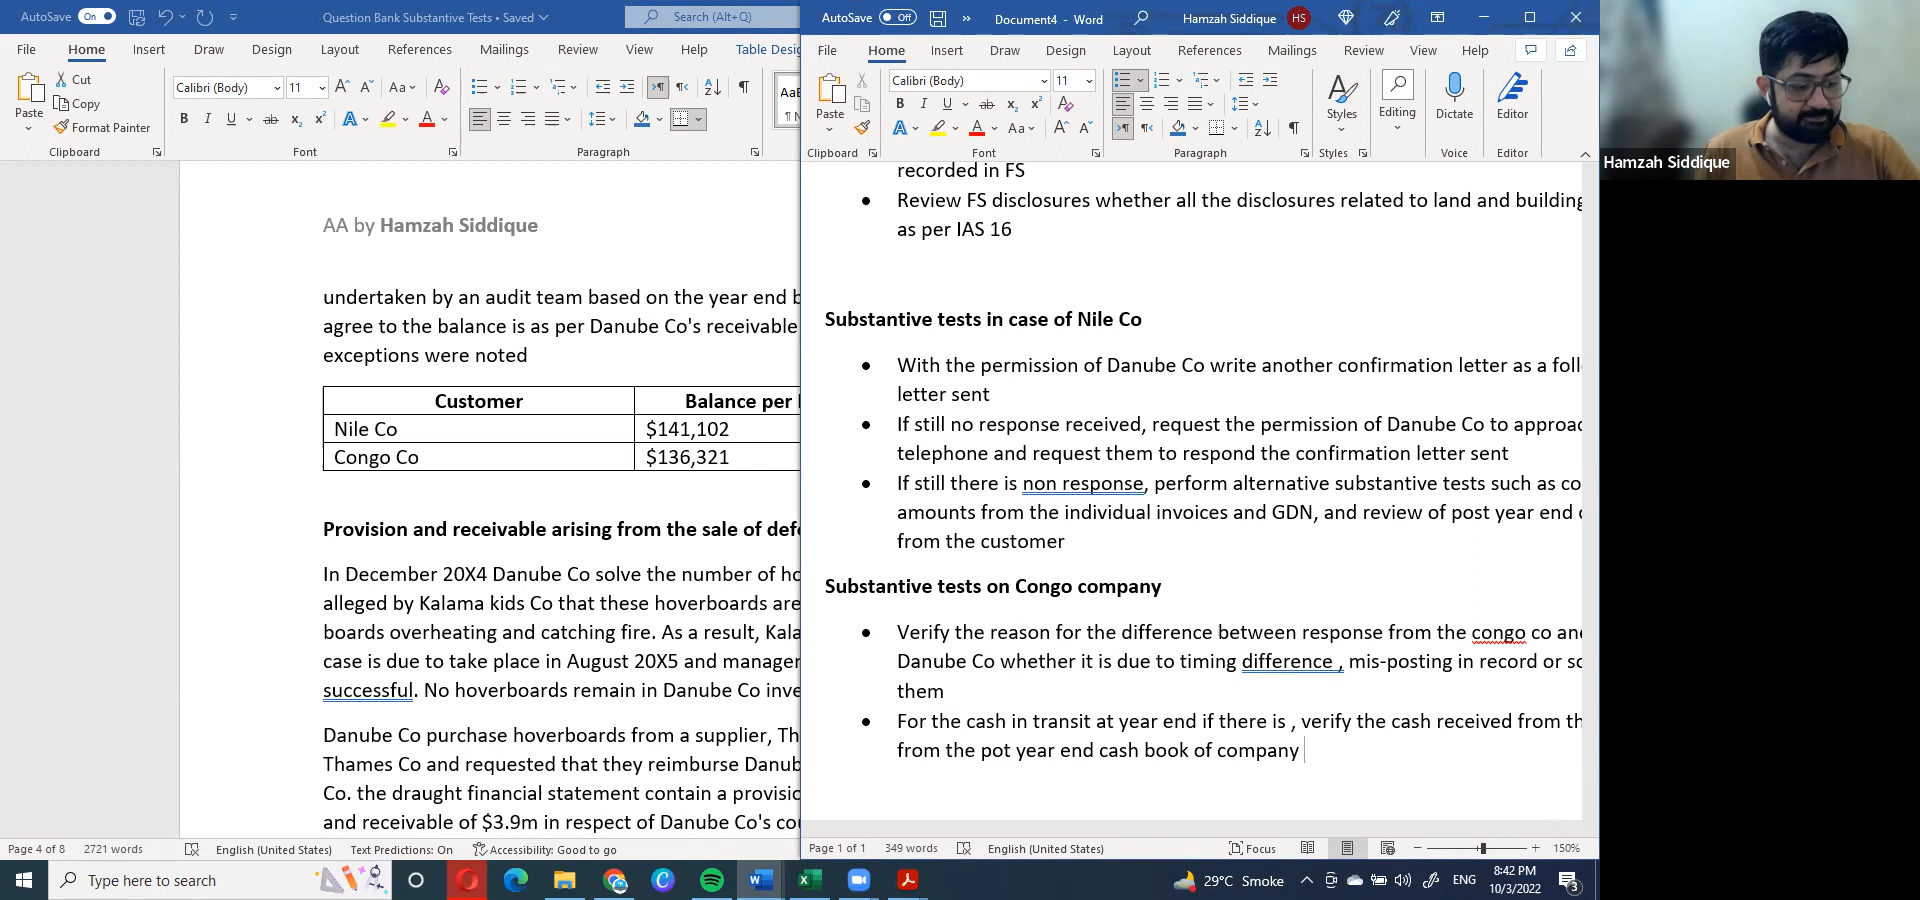 AutoSave On Question Bank Substantive Tests • Saved Search (Alt+Q)
File Home Insert Draw Design Layout References Mailings Review View Help Table Desig
Paste Cut Copy Format Painter Calibri (Body) 11
Clipboard Font Paragraph
AA by Hamzah Siddique
undertaken by an audit team based on the year end b
agree to the balance is as per Danube Co's receivable
exceptions were noted
Customer Balance per
Nile Co $141,102
Congo Co $136,321
Provision and receivable arising from the sale of defe
In December 20X4 Danube Co solve the number of ho
alleged by Kalama kids Co that these hoverboards are
boards overheating and catching fire. As a result, Kala
case is due to take place in August 20X5 and manager
successful. No hoverboards remain in Danube Co inve
Danube Co purchase hoverboards from a supplier, Th
Thames Co and requested that they reimburse Danub
Co. the draught financial statement contain a provisio
and receivable of $3.9m in respect of Danube Co's cou
Page 4 of 8 2721 words English (United States) Text Predictions: On Accessibility: Good to go
AutoSave Off Document4 - Word Hamzah Siddique HS
File Home Insert Draw Design Layout References Mailings Review View Help
Paste Calibri (Body) 11 Styles Editing Dictate Editor
Clipboard Font Paragraph Styles Voice Editor
recorded in FS
Review FS disclosures whether all the disclosures related to land and building
as per IAS 16
Substantive tests in case of Nile Co
With the permission of Danube Co write another confirmation letter as a foll
letter sent
If still no response received, request the permission of Danube Co to approac
telephone and request them to respond the confirmation letter sent
If still there is non response, perform alternative substantive tests such as co
amounts from the individual invoices and GDN, and review of post year end
from the customer
Substantive tests on Congo company
Verify the reason for the difference between response from the congo co and
Danube Co whether it is due to timing difference , mis-posting in record or so
them
For the cash in transit at year end if there is , verify the cash received from th
from the pot year end cash book of company
Page 1 of 1 349 words English (United States) Focus 150%
Hamzah Siddique
Type here to search
29°C Smoke ENG 8:42 PM 10/3/2022 3